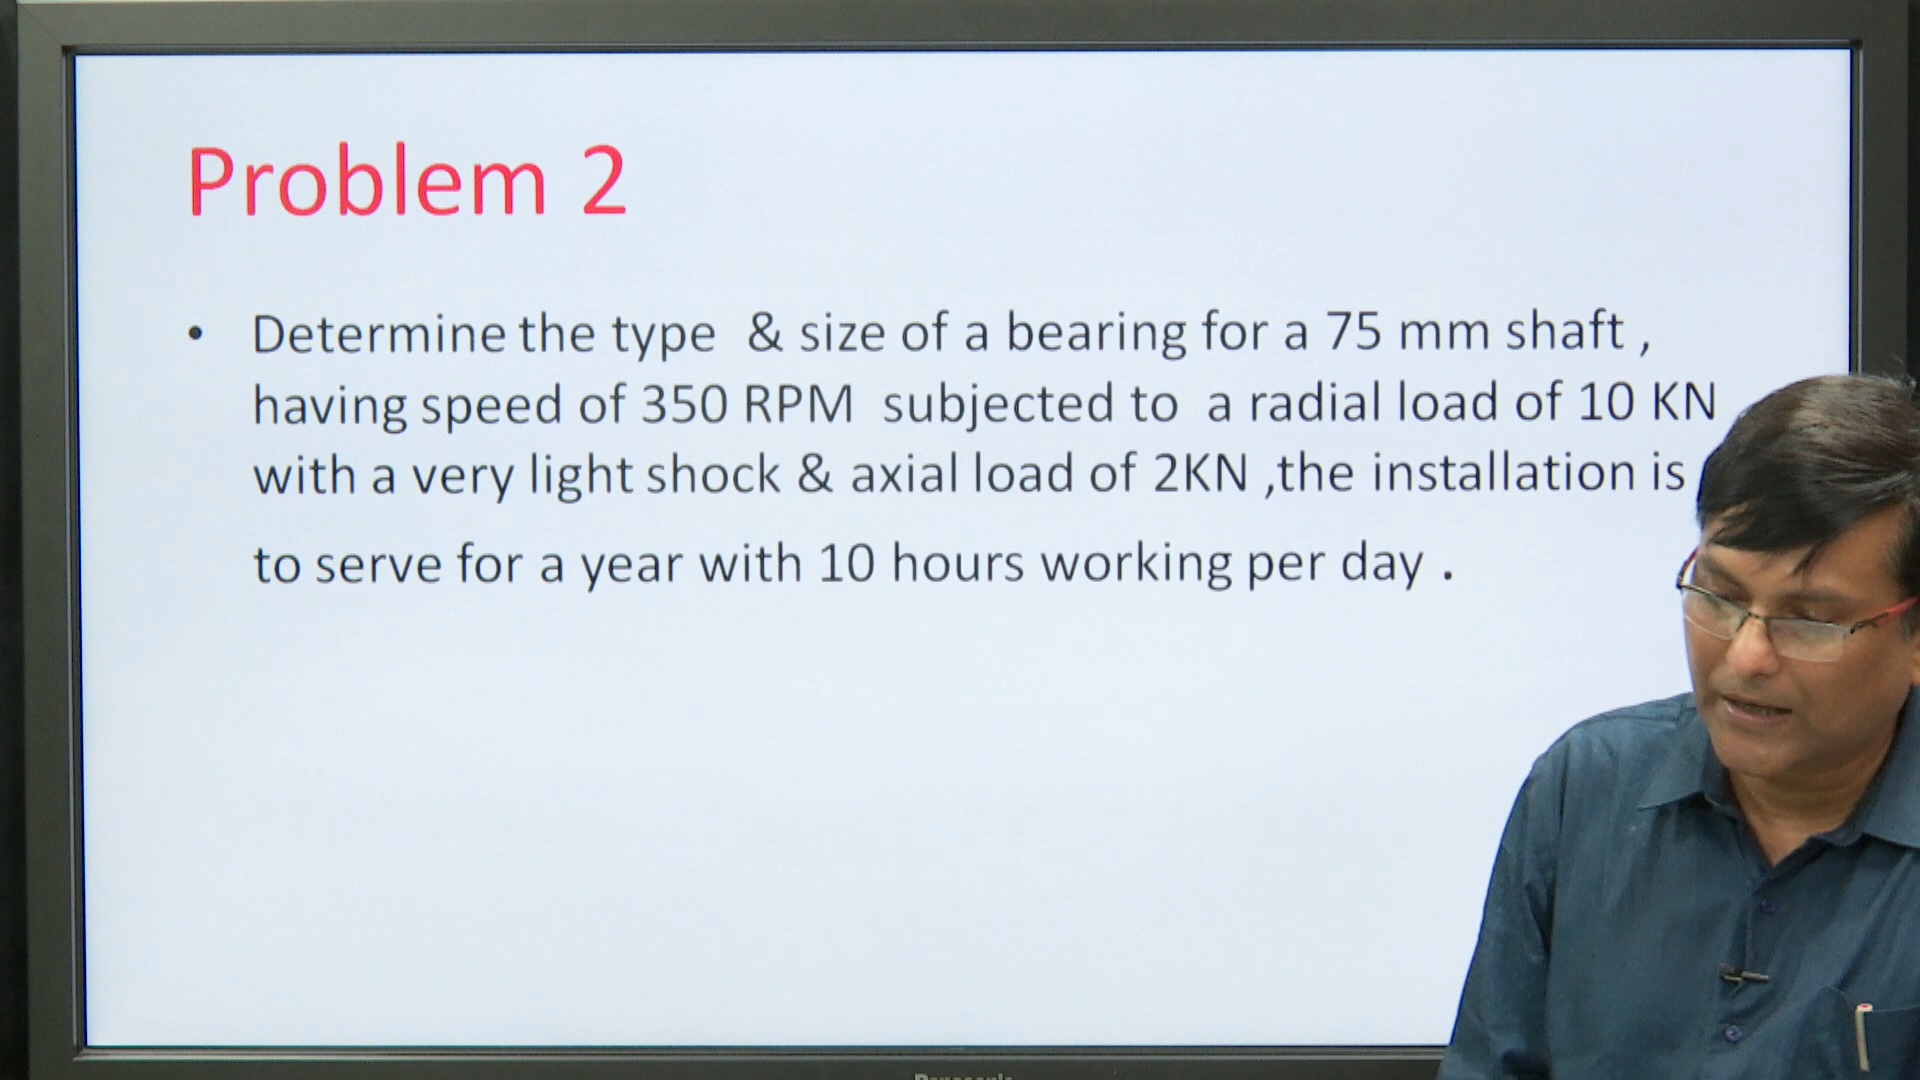 Problem 2
• Determine the type & size of a bearing for a 75 mm shaft ,
having speed of 350 RPM subjected to a radial load of 10 KN
with a very light shock & axial load of 2KN ,the installation is
to serve for a year with 10 hours working per day .
Panasonic